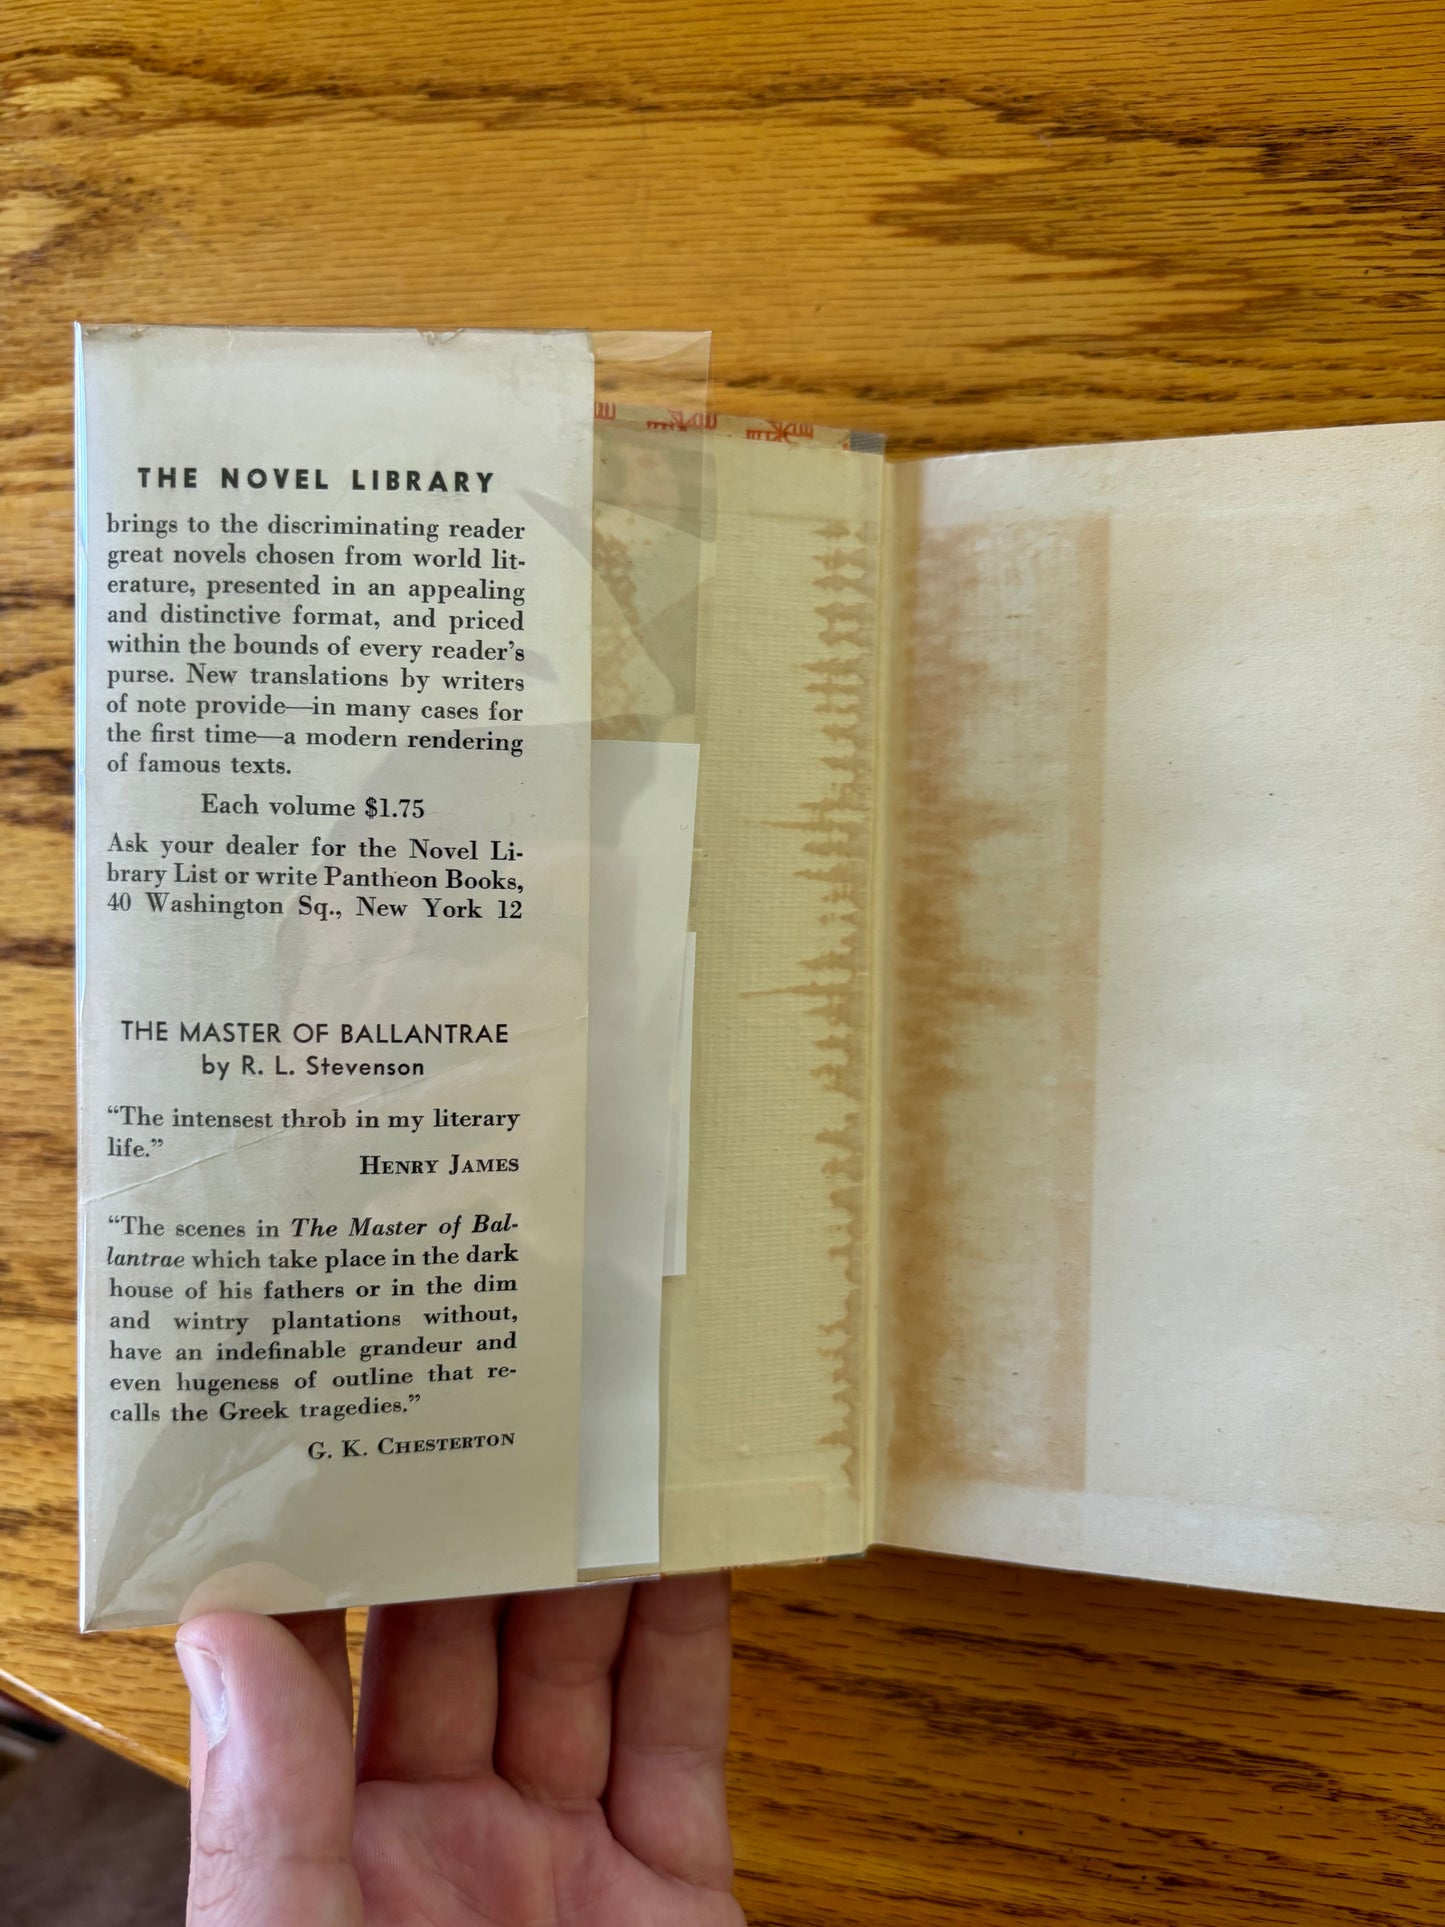 THE NOVEL LIBRARY
brings to the discriminating reader
great novels chosen from world lit-
erature, presented in an appealing
and distinctive format, and priced
within the bounds of every reader's
purse. New translations by writers
of note provide—in many cases for
the first time—a modern rendering
of famous texts.
Each volume $1.75
Ask your dealer for the Novel Li-
brary List or write Pantheon Books,
40 Washington Sq., New York 12
THE MASTER OF BALLANTRAE
by R. L. Stevenson
“The intensest throb in my literary
life.”
HENRY JAMES
“The scenes in The Master of Bal-
lantrae which take place in the dark
house of his fathers or in the dim
and wintry plantations without,
have an indefinable grandeur and
even hugeness of outline that re-
calls the Greek tragedies.”
G. K. CHESTERTON